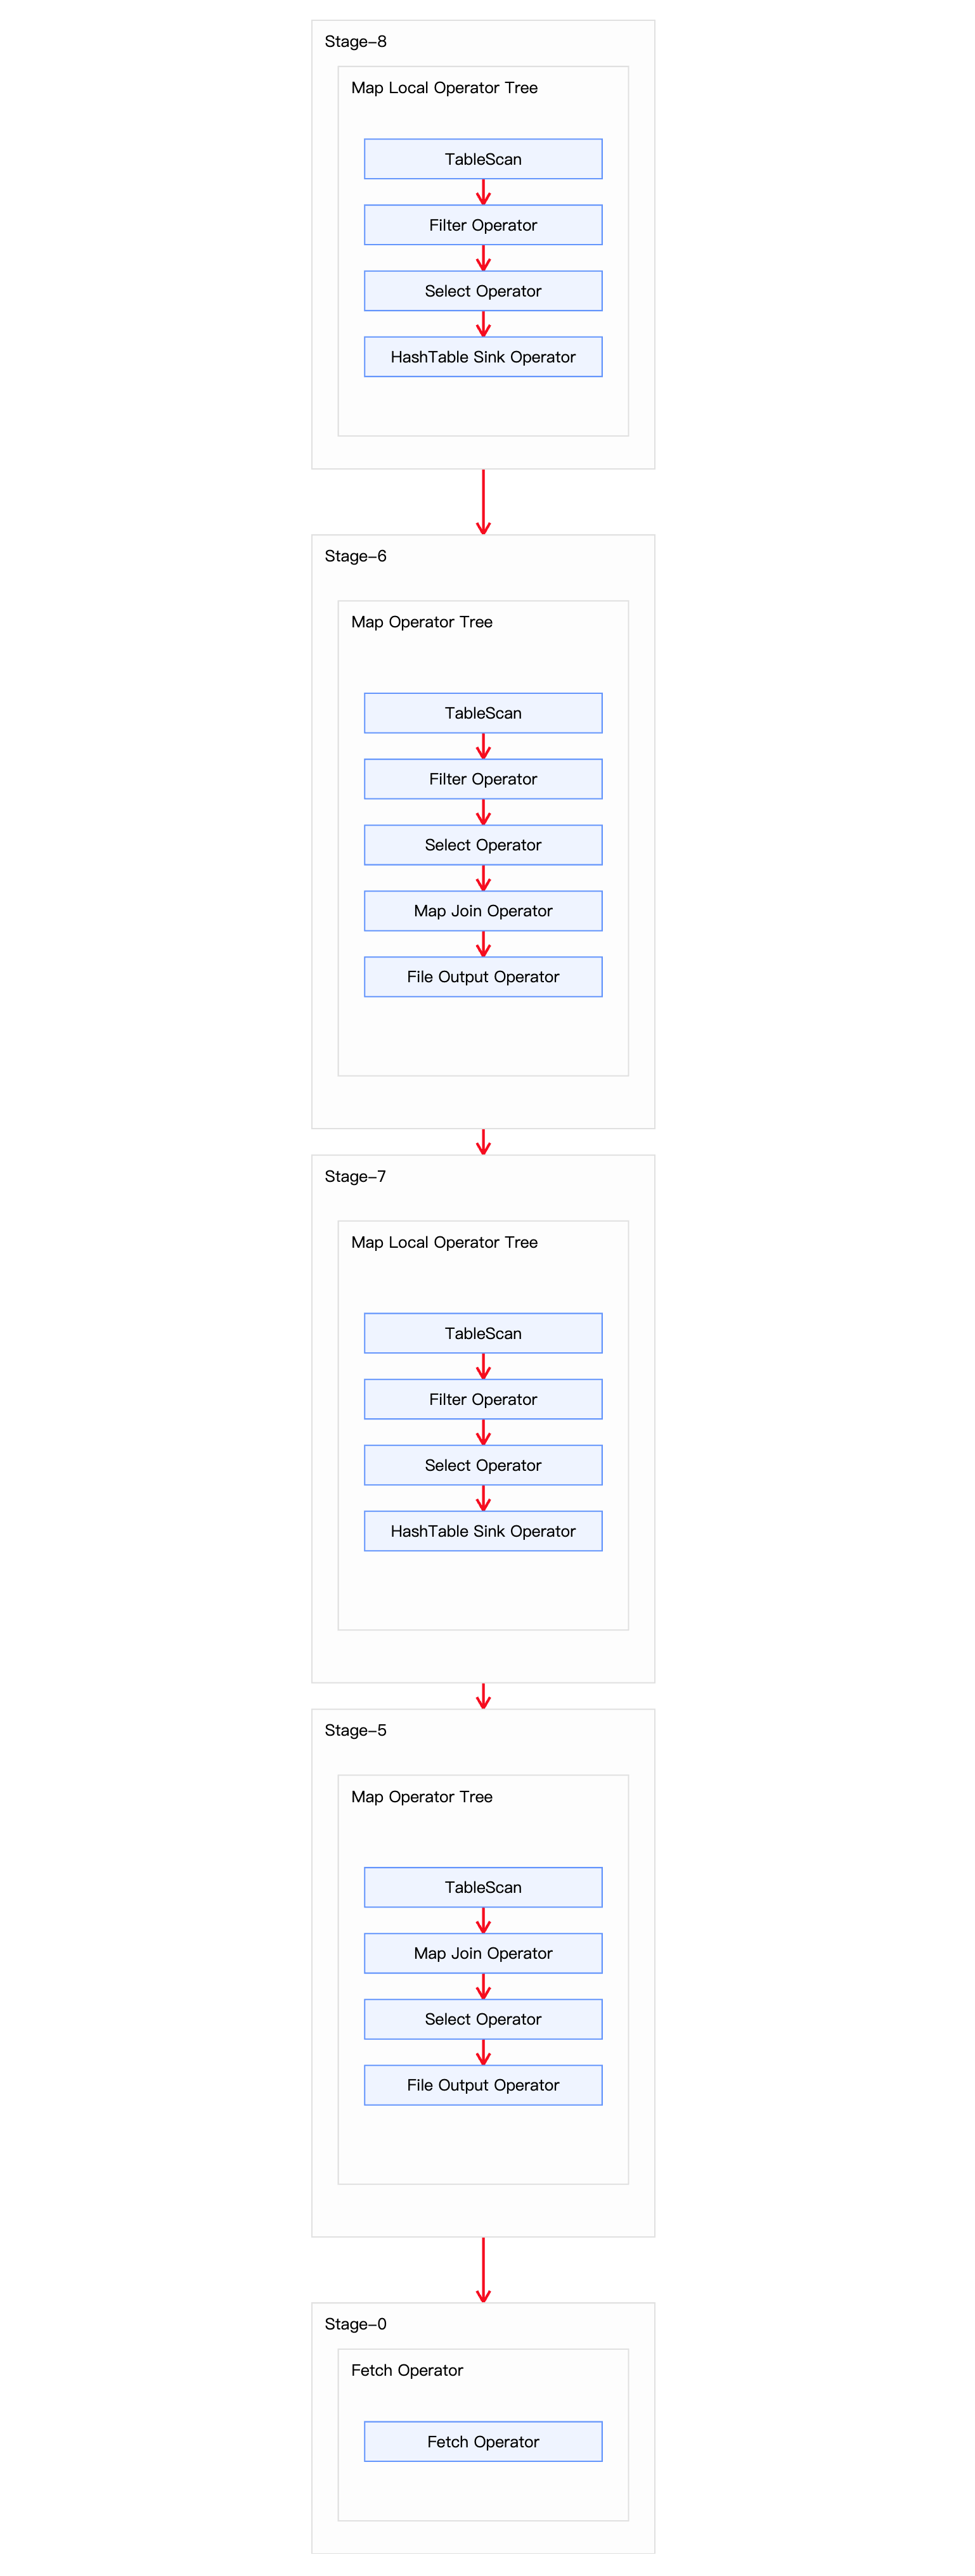 Stage-8
Map Local Operator Tree
TableScan
Filter Operator
Select Operator
HashTable Sink Operator
Stage-6
Map Operator Tree
TableScan
Filter Operator
Select Operator
Map Join Operator
File Output Operator
Stage-7
Map Local Operator Tree
TableScan
Filter Operator
Select Operator
HashTable Sink Operator
Stage-5
Map Operator Tree
TableScan
Map Join Operator
Select Operator
File Output Operator
Stage-0
Fetch Operator
Fetch Operator